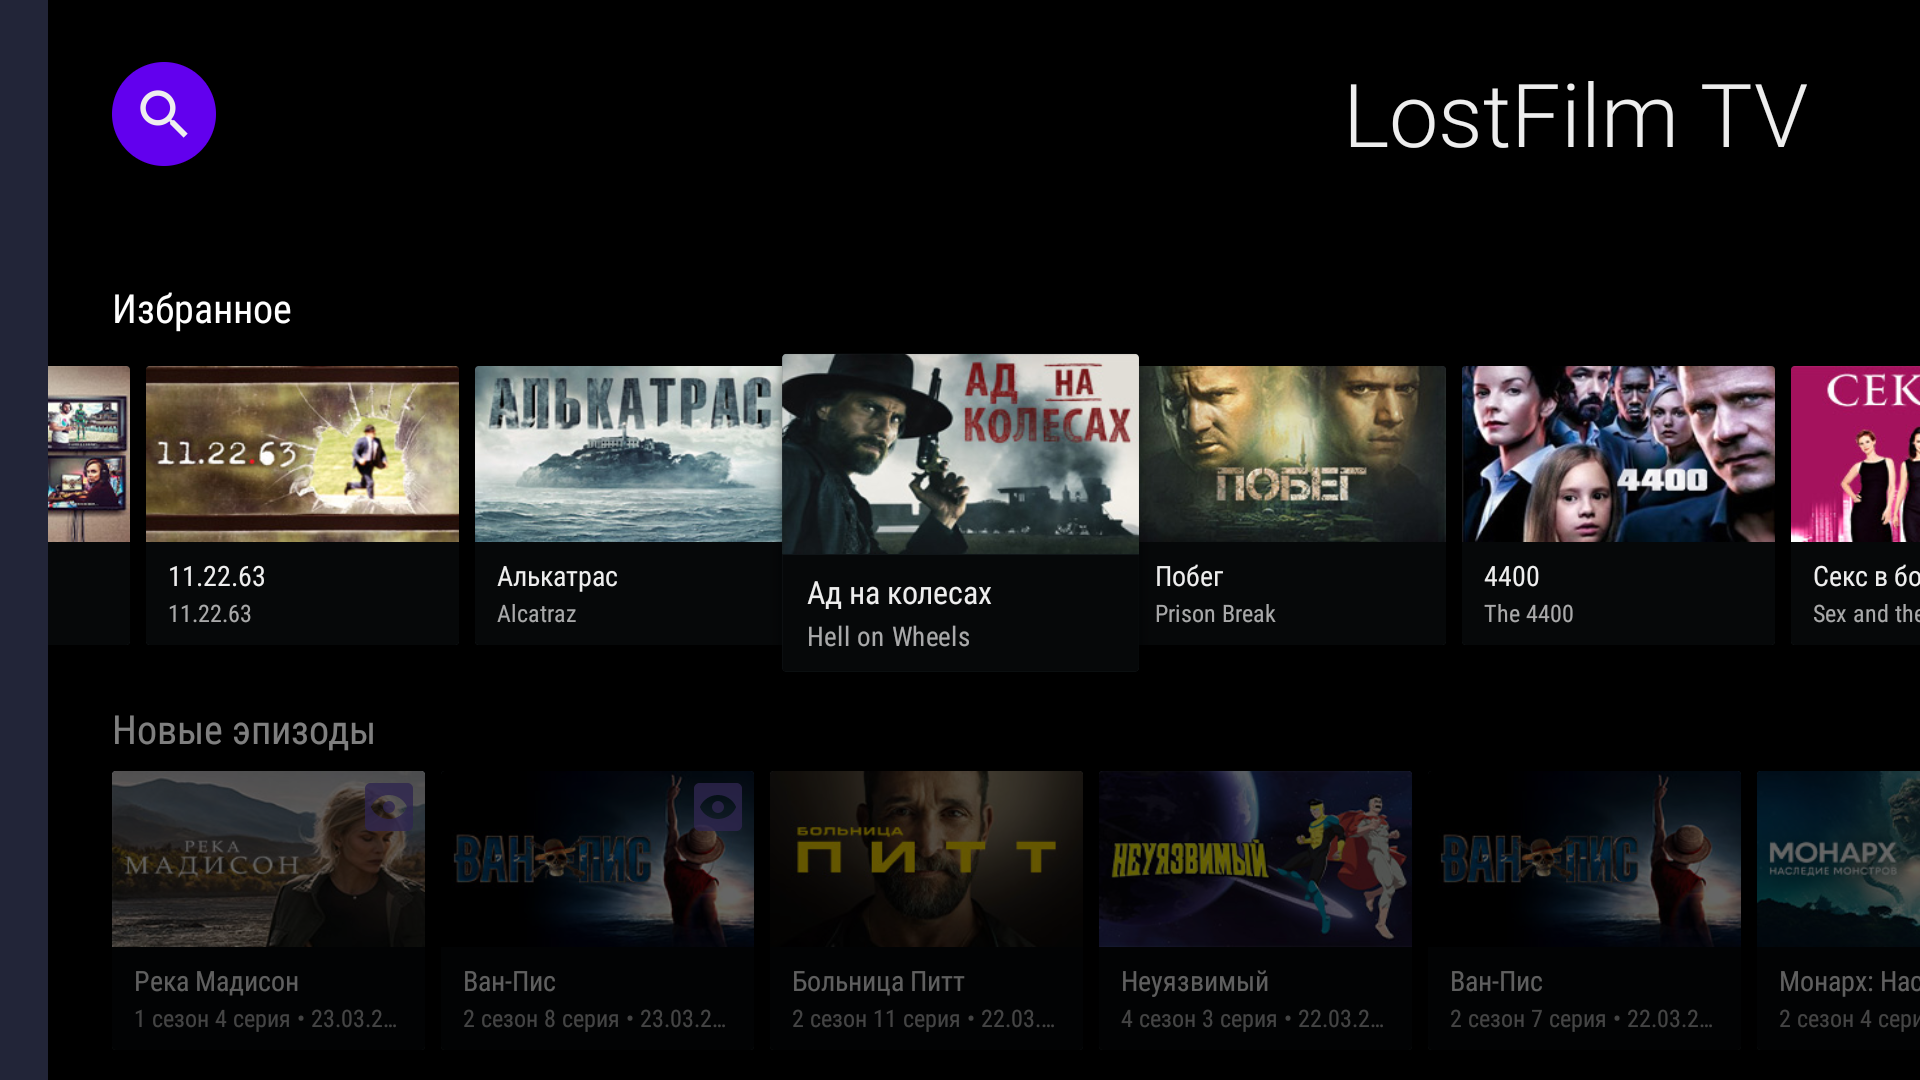 LostFilm TV
Избранное
11.22.63
АЛЬКАТРАС
АД НА
КОЛЕСАХ
ПОБЕГ
4400
СЕК
11.22.63
11.22.63
Алькатрас
Alcatraz
Ад на колесах
Hell on Wheels
Побег
Prison Break
4400
The 4400
Секс в бо
Sex and the
Новые эпизоды
РЕКА
МАДИСОН
ВАН ПИС
БОЛЬНИЦА
ПИТТ
НЕУЯЗВИМЫЙ
ВАН ПИС
МОНАРХ
НАСЛЕДИЕ МОНСТРОВ
Река Мадисон
1 сезон 4 серия • 23.03.2...
Ван-Пис
2 сезон 8 серия • 23.03.2...
Больница Питт
2 сезон 11 серия • 22.03....
Неуязвимый
4 сезон 3 серия • 22.03.2...
Ван-Пис
2 сезон 7 серия • 22.03.2...
Монарх: Нас
2 сезон 4 сери